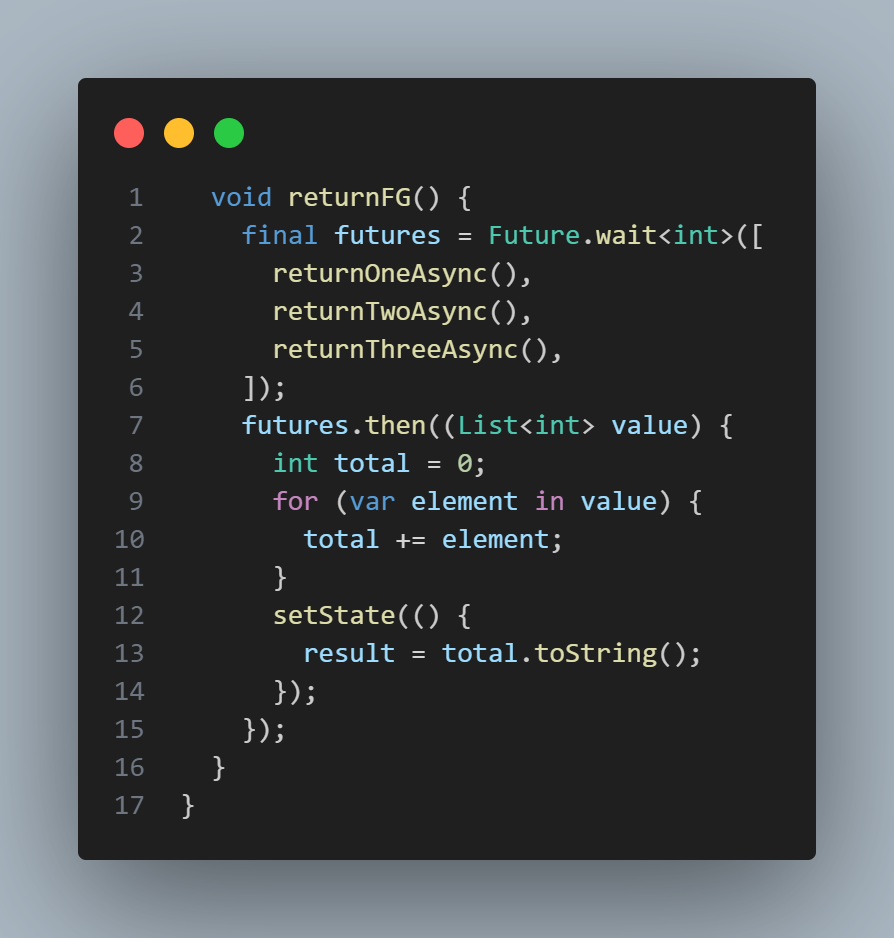 1 void returnFG() {
2 final futures = Future.wait<int>([
3 returnOneAsync(),
4 returnTwoAsync(),
5 returnThreeAsync(),
6 ]);
7 futures.then((List<int> value) {
8 int total = 0;
9 for (var element in value) {
10 total += element;
11 }
12 setState(() {
13 result = total.toString();
14 });
15 });
16 }
17 }